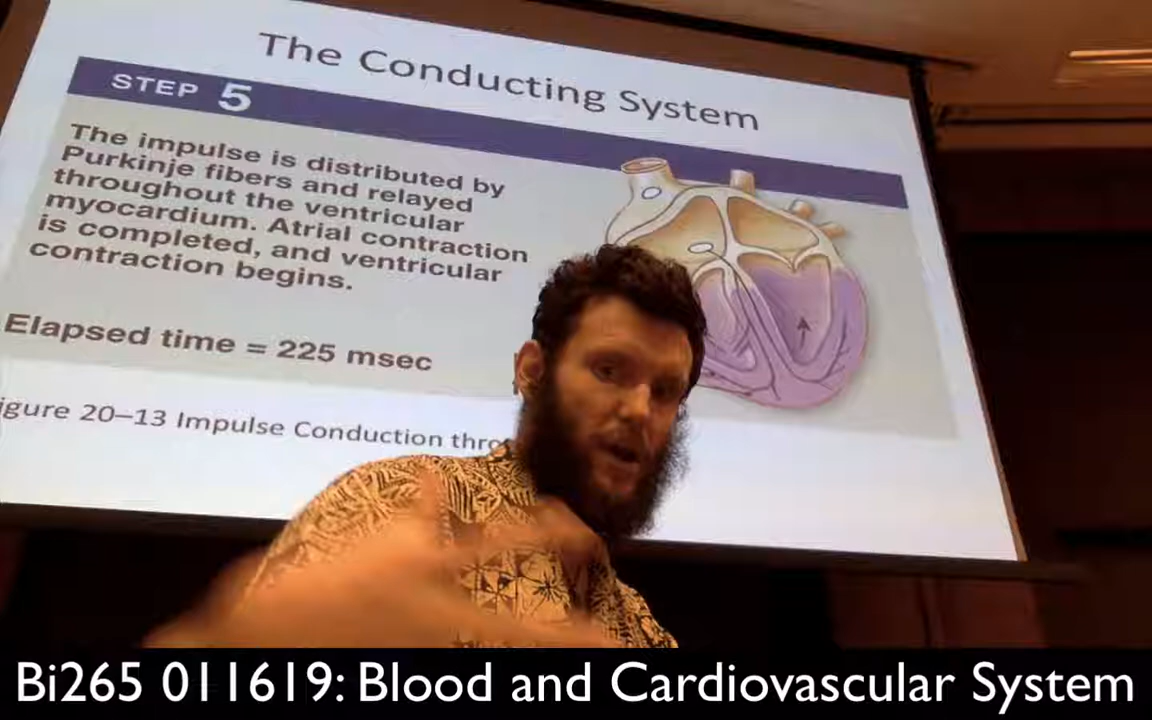 The Conducting System
STEP 5
The impulse is distributed by
Purkinje fibers and relayed
throughout the ventricular
myocardium. Atrial contraction
is completed, and ventricular
contraction begins.
Elapsed time = 225 msec
igure 20–13 Impulse Conduction thro
Bi265 011619: Blood and Cardiovascular System